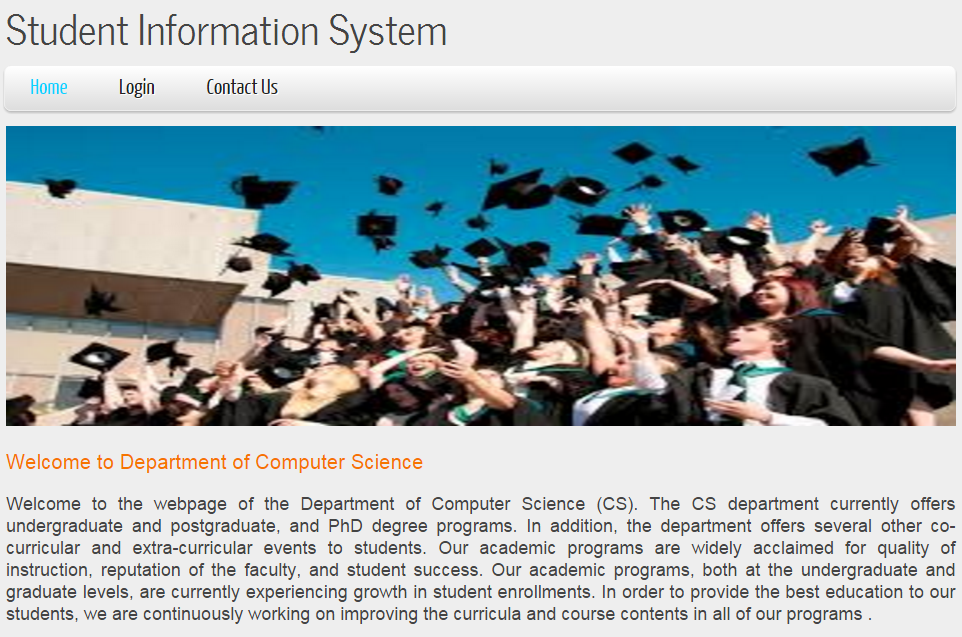 Student Information System
Home Login Contact Us
Welcome to Department of Computer Science
Welcome to the webpage of the Department of Computer Science (CS). The CS department currently offers
undergraduate and postgraduate, and PhD degree programs. In addition, the department offers several other co-
curricular and extra-curricular events to students. Our academic programs are widely acclaimed for quality of
instruction, reputation of the faculty, and student success. Our academic programs, both at the undergraduate and
graduate levels, are currently experiencing growth in student enrollments. In order to provide the best education to our
students, we are continuously working on improving the curricula and course contents in all of our programs .